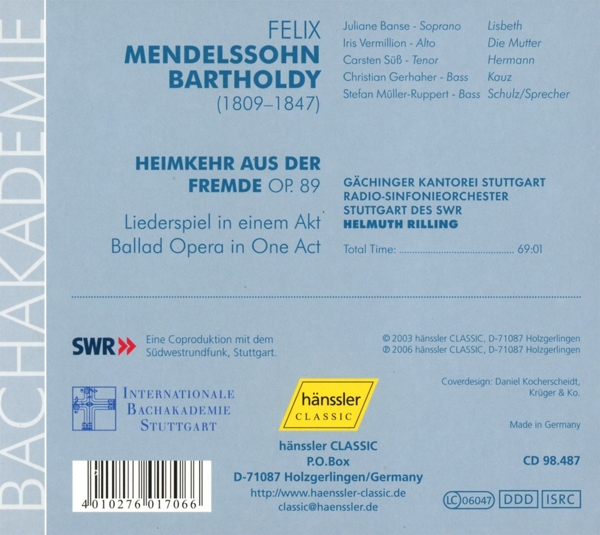 BACHAKADEMIE
FELIX
MENDELSSOHN
BARTHOLDY
(1809–1847)
Juliane Banse - Soprano Lisbeth
Iris Vermillion - Alto Die Mutter
Carsten Süß - Tenor Hermann
Christian Gerhaher - Bass Kauz
Stefan Müller-Ruppert - Bass Schulz/Sprecher
HEIMKEHR AUS DER
FREMDE OP. 89
Liederspiel in einem Akt
Ballad Opera in One Act
GÄCHINGER KANTOREI STUTTGART
RADIO-SINFONIEORCHESTER
STUTTGART DES SWR
HELMUTH RILLING
Total Time: ............................................ 69:01
SWR
Eine Coproduktion mit dem
Südwestrundfunk, Stuttgart.
© 2003 hänssler CLASSIC, D-71087 Holzgerlingen
℗ 2006 hänssler CLASSIC, D-71087 Holzgerlingen
INTERNATIONALE
BACHAKADEMIE
STUTTGART
hänssler
CLASSIC
Coverdesign: Daniel Kocherscheidt,
Krüger & Ko.
Made in Germany
hänssler CLASSIC
P.O.Box
D-71087 Holzgerlingen/Germany
http://www.haenssler-classic.de
classic@haenssler.de
CD 98.487
4 010276 017066
LC 06047 DDD ISRC